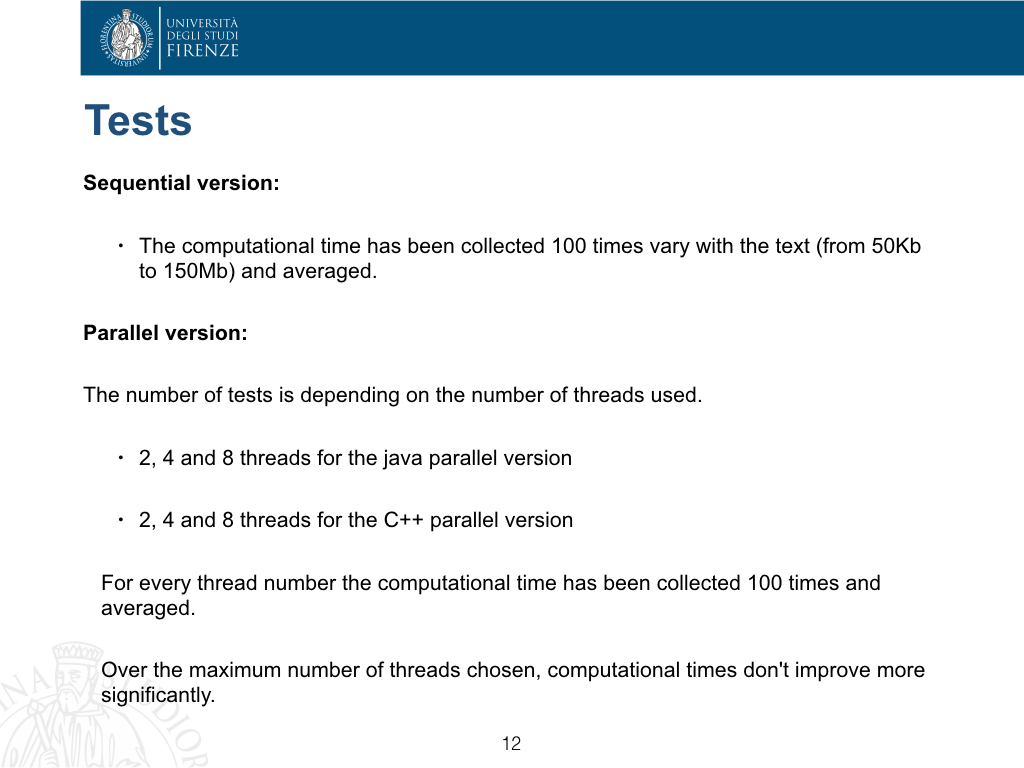 UNIVERSITÀ
DEGLI STUDI
FIRENZE
Tests
Sequential version:
• The computational time has been collected 100 times vary with the text (from 50Kb
to 150Mb) and averaged.
Parallel version:
The number of tests is depending on the number of threads used.
• 2, 4 and 8 threads for the java parallel version
• 2, 4 and 8 threads for the C++ parallel version
For every thread number the computational time has been collected 100 times and
averaged.
Over the maximum number of threads chosen, computational times don't improve more
significantly.
12